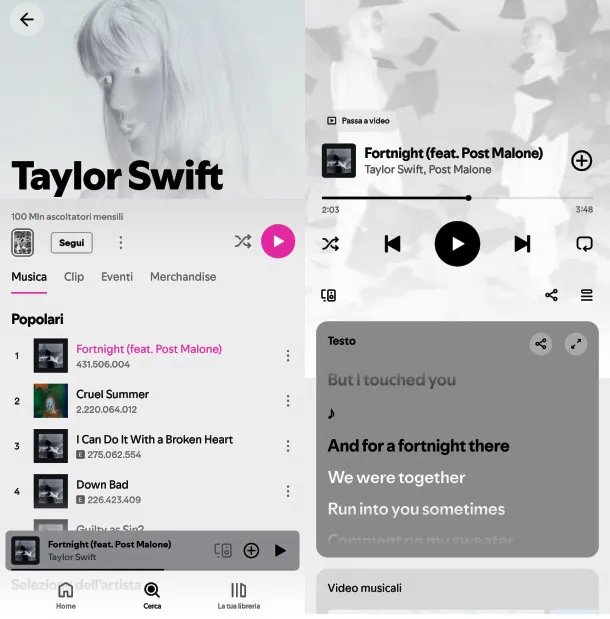 Taylor Swift
100 Mln ascoltatori mensili
Segui
Musica
Clip
Eventi
Merchandise
Popolari
1
Fortnight (feat. Post Malone)
431.506.004
2
Cruel Summer
2.220.064.012
3
I Can Do It With a Broken Heart
E 275.062.554
4
Down Bad
E 226.423.409
Guilty as Sin?
Fortnight (feat. Post Malone)
Taylor Swift
Selezione dell'artista
Home
Cerca
La tua libreria
Passa a video
Fortnight (feat. Post Malone)
Taylor Swift, Post Malone
2:03
3:48
Testo
But I touched you
♪
And for a fortnight there
We were together
Run into you sometimes
Comment on my sweater
Video musicali